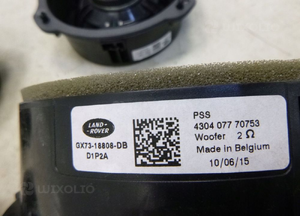 LAND-
ROVER
GX73-18808-DB
D1P2A
PSS
4304 077 70753
Woofer 2 Ω
Made in Belgium
10/06/15